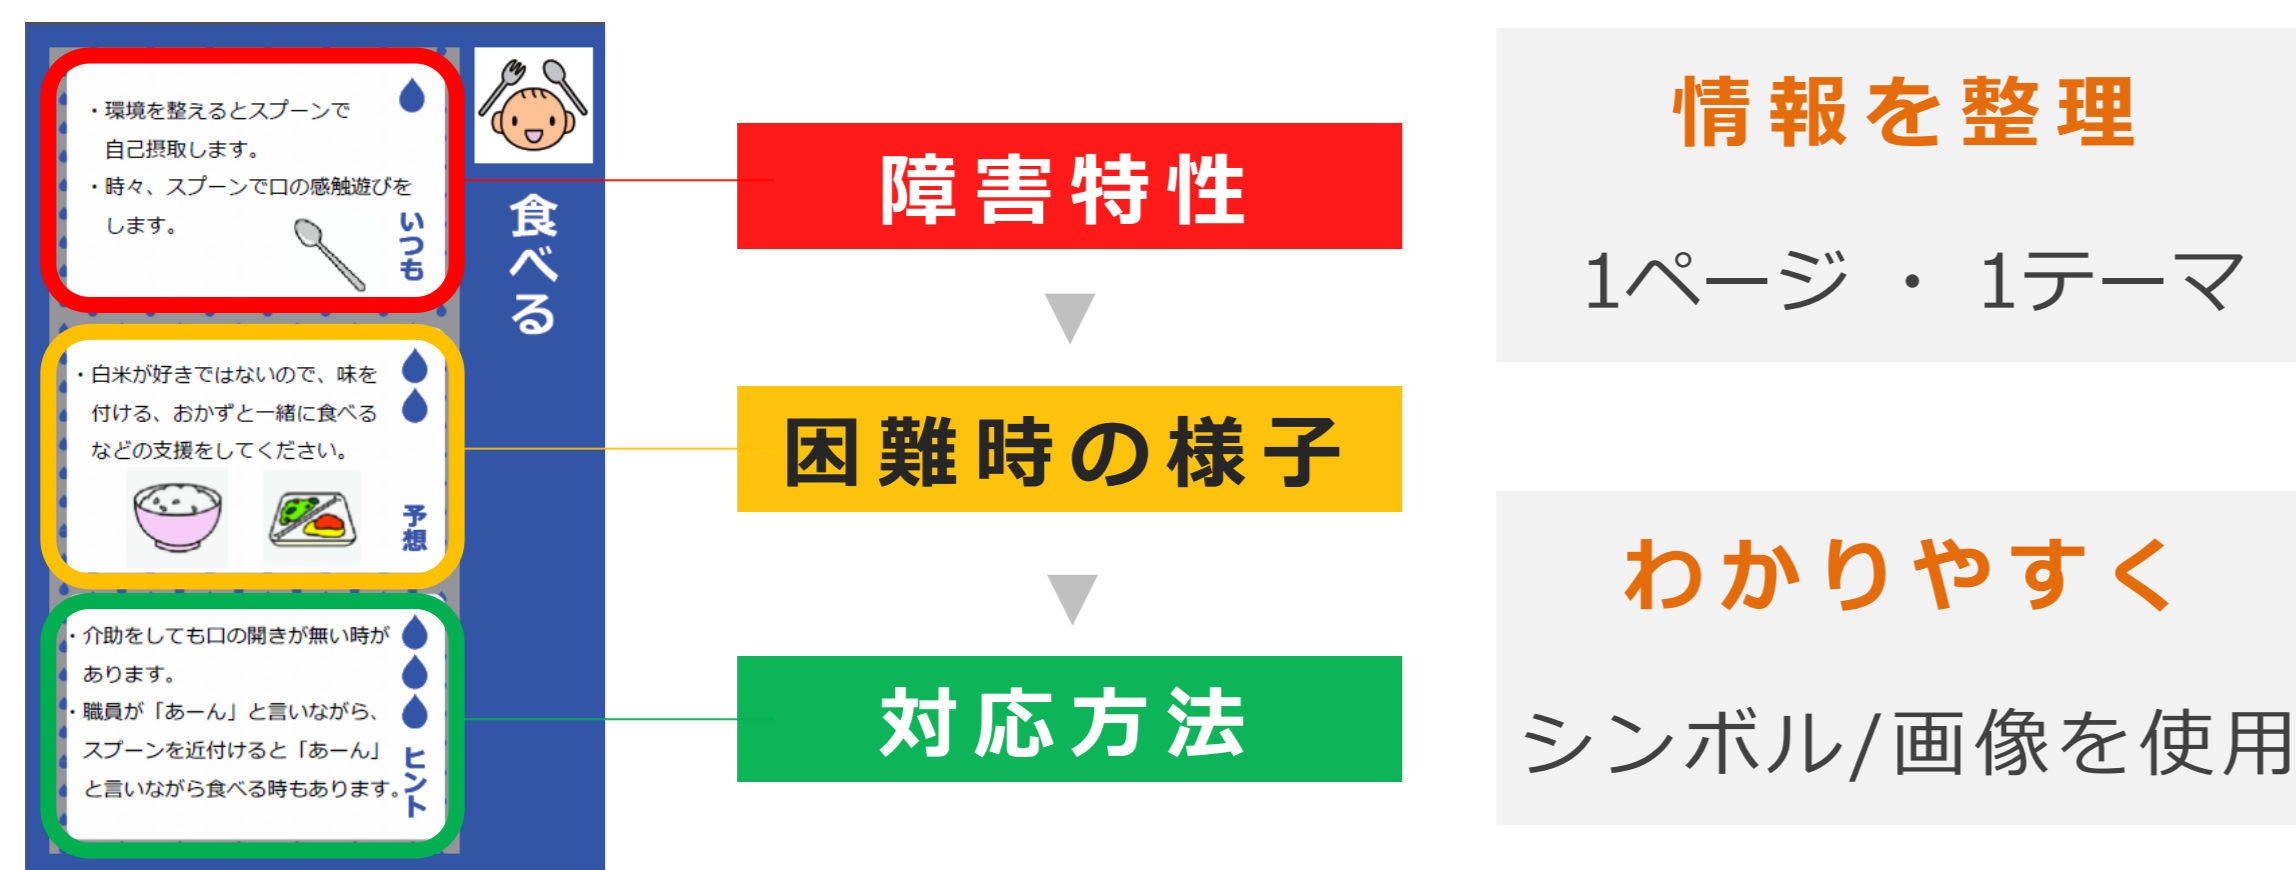 食べる
・環境を整えるとスプーンで
自己摂取します。
・時々、スプーンで口の感触遊びを
します。
いつも
・白米が好きではないので、味を
付ける、おかずと一緒に食べる
などの支援をしてください。
予想
・介助をしても口の開きが無い時が
あります。
・職員が「あーん」と言いながら、
スプーンを近付けると「あーん」
と言いながら食べる時もあります。
ヒント
障害特性
▼
困難時の様子
▼
対応方法
情報を整理
1ページ ・ 1テーマ
わかりやすく
シンボル/画像を使用